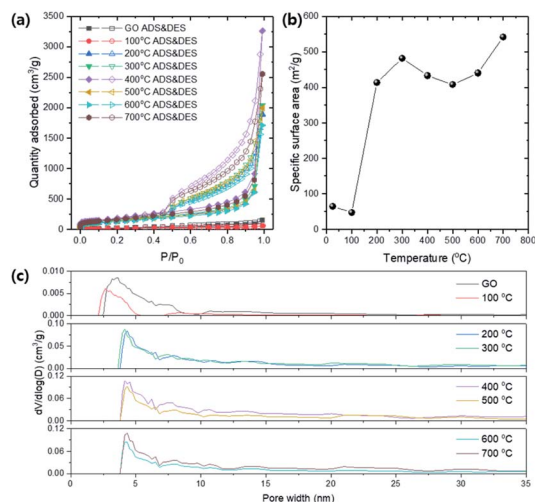 (a)
GO ADS&DES
100°C ADS&DES
200°C ADS&DES
300°C ADS&DES
400°C ADS&DES
500°C ADS&DES
600°C ADS&DES
700°C ADS&DES
Quantity adsorbed (cm³/g)
3500
3000
2500
2000
1500
1000
500
0
0.0 0.2 0.4 0.6 0.8 1.0
P/P₀
(b)
Specific surface area (m²/g)
600
500
400
300
200
100
0
0 100 200 300 400 500 600 700 800
Temperature (°C)
(c)
dV/dlog(D) (cm³/g)
0.010
0.005
0.000
GO
100 °C
0.10
0.05
0.00
200 °C
300 °C
0.12
0.06
0.00
400 °C
500 °C
0.12
0.06
0.00
600 °C
700 °C
0 5 10 15 20 25 30 35
Pore width (nm)